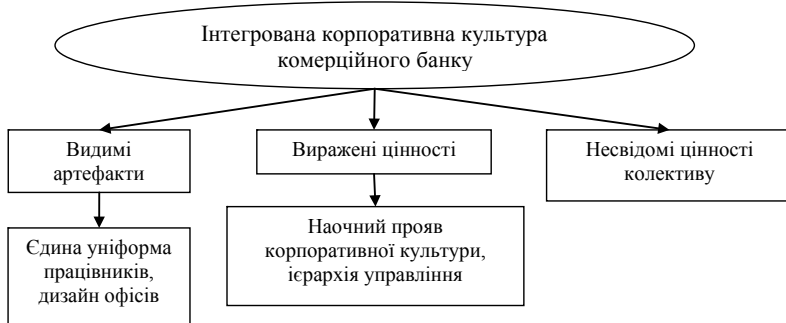 Інтегрована корпоративна культура
комерційного банку
Видимі
артефакти
Виражені цінності
Несвідомі цінності
колективу
Єдина уніформа
працівників,
дизайн офісів
Наочний прояв
корпоративної культури,
ієрархія управління